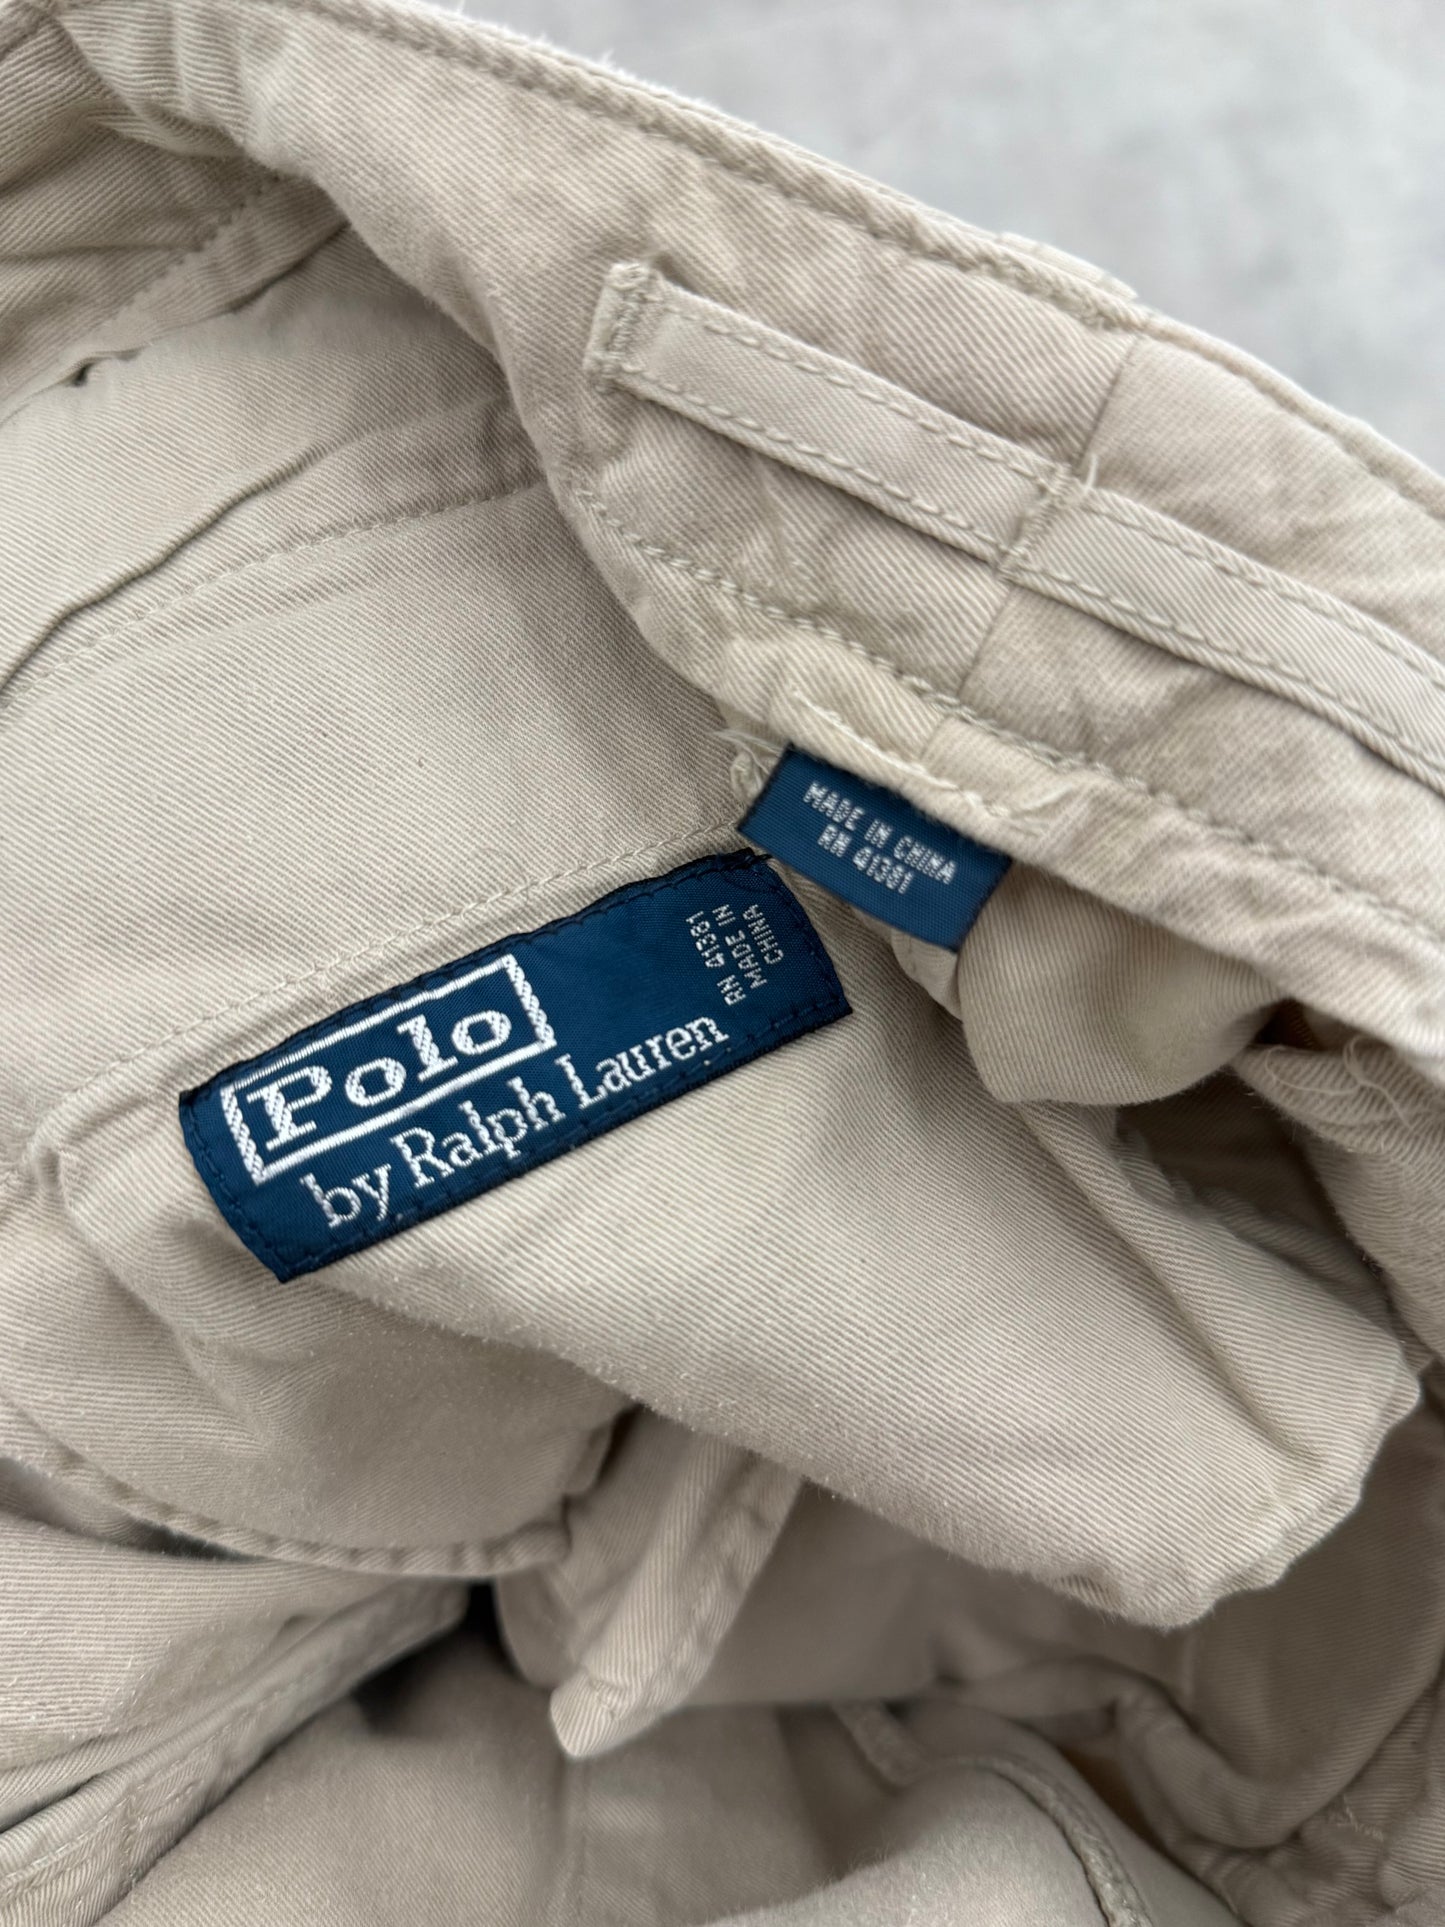 MADE IN CHINA
RN 41381
Polo
by Ralph Lauren
RN 41381
MADE IN
CHINA